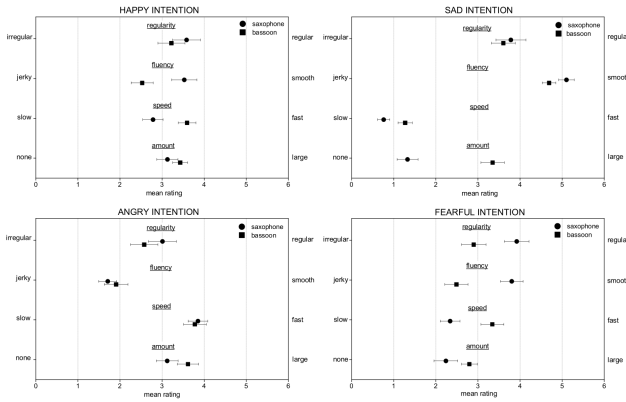 HAPPY INTENTION
regularity
saxophone
bassoon
irregular
regular
fluency
jerky
smooth
speed
slow
fast
amount
none
large
0 1 2 3 4 5 6
mean rating
SAD INTENTION
regularity
saxophone
bassoon
irregular
regula
fluency
jerky
smoo
speed
slow
fast
amount
none
large
0 1 2 3 4 5 6
mean rating
ANGRY INTENTION
regularity
saxophone
bassoon
irregular
regular
fluency
jerky
smooth
speed
slow
fast
amount
none
large
0 1 2 3 4 5 6
mean rating
FEARFUL INTENTION
regularity
saxophone
bassoon
irregular
regula
fluency
jerky
smoo
speed
slow
fast
amount
none
large
0 1 2 3 4 5 6
mean rating